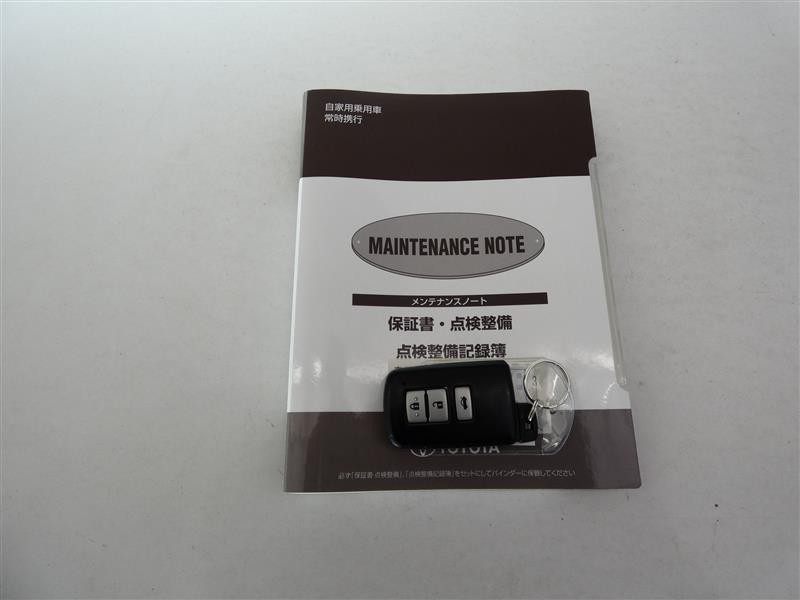 自家用乗用車
常時携行
MAINTENANCE NOTE
メンテナンスノート
保証書・点検整備
点検整備記録簿
3
TOYOTA
必ず「保証書・点検整備」、「点検整備記録簿」をセットにしてバインダーに保管してください